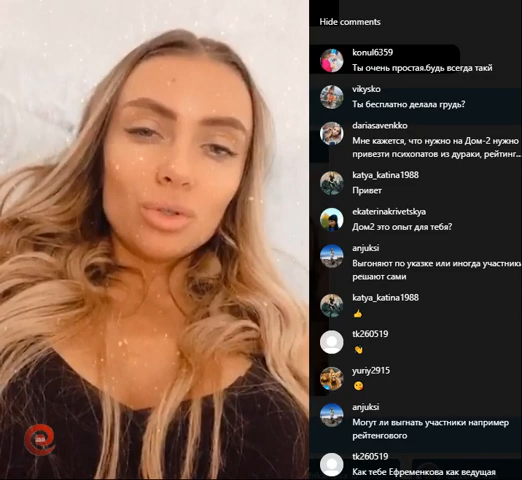 Hide comments
konul6359
Ты очень простая.будь всегда такй
vikysko
Ты бесплатно делала грудь?
dariasavenkko
Мне кажется, что нужно на Дом-2 нужно
привезти психопатов из дураки, рейтинг...
katya_katina1988
Привет
ekaterinakrivetskya
Дом2 это опыт для тебя?
anjuksi
Выгоняют по указке или иногда участники
решают сами
katya_katina1988
👍
tk260519
👋
yuriy2915
😘
anjuksi
Могут ли выгнать участники например
рейтенгового
tk260519
Как тебе Ефременкова как ведущая